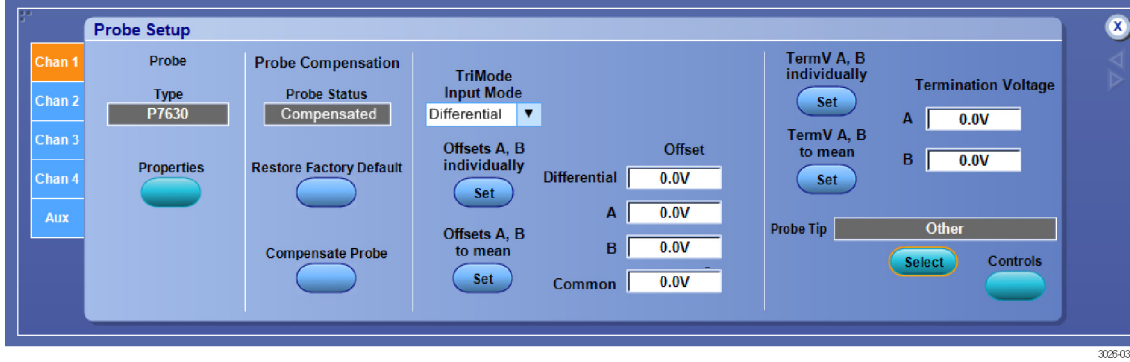 Probe Setup
X
Chan 1
Chan 2
Chan 3
Chan 4
Aux
Probe
Type
P7630
Properties
Probe Compensation
Probe Status
Compensated
Restore Factory Default
Compensate Probe
TriMode
Input Mode
Differential
Offsets A, B
individually
Set
Offsets A, B
to mean
Set
Offset
Differential 0.0V
A 0.0V
B 0.0V
Common 0.0V
TermV A, B
individually
Set
TermV A, B
to mean
Set
Termination Voltage
A 0.0V
B 0.0V
Probe Tip Other
Select
Controls
3026-03